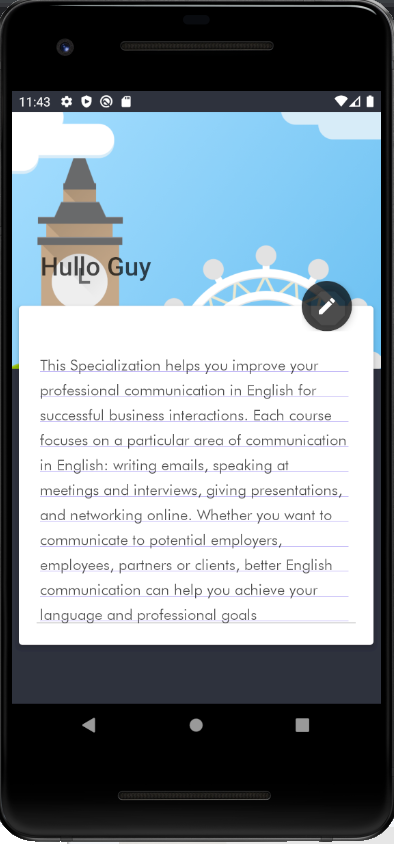 11:43
Hullo Guy
This Specialization helps you improve your
professional communication in English for
successful business interactions. Each course
focuses on a particular area of communication
in English: writing emails, speaking at
meetings and interviews, giving presentations,
and networking online. Whether you want to
communicate to potential employers,
employees, partners or clients, better English
communication can help you achieve your
language and professional goals